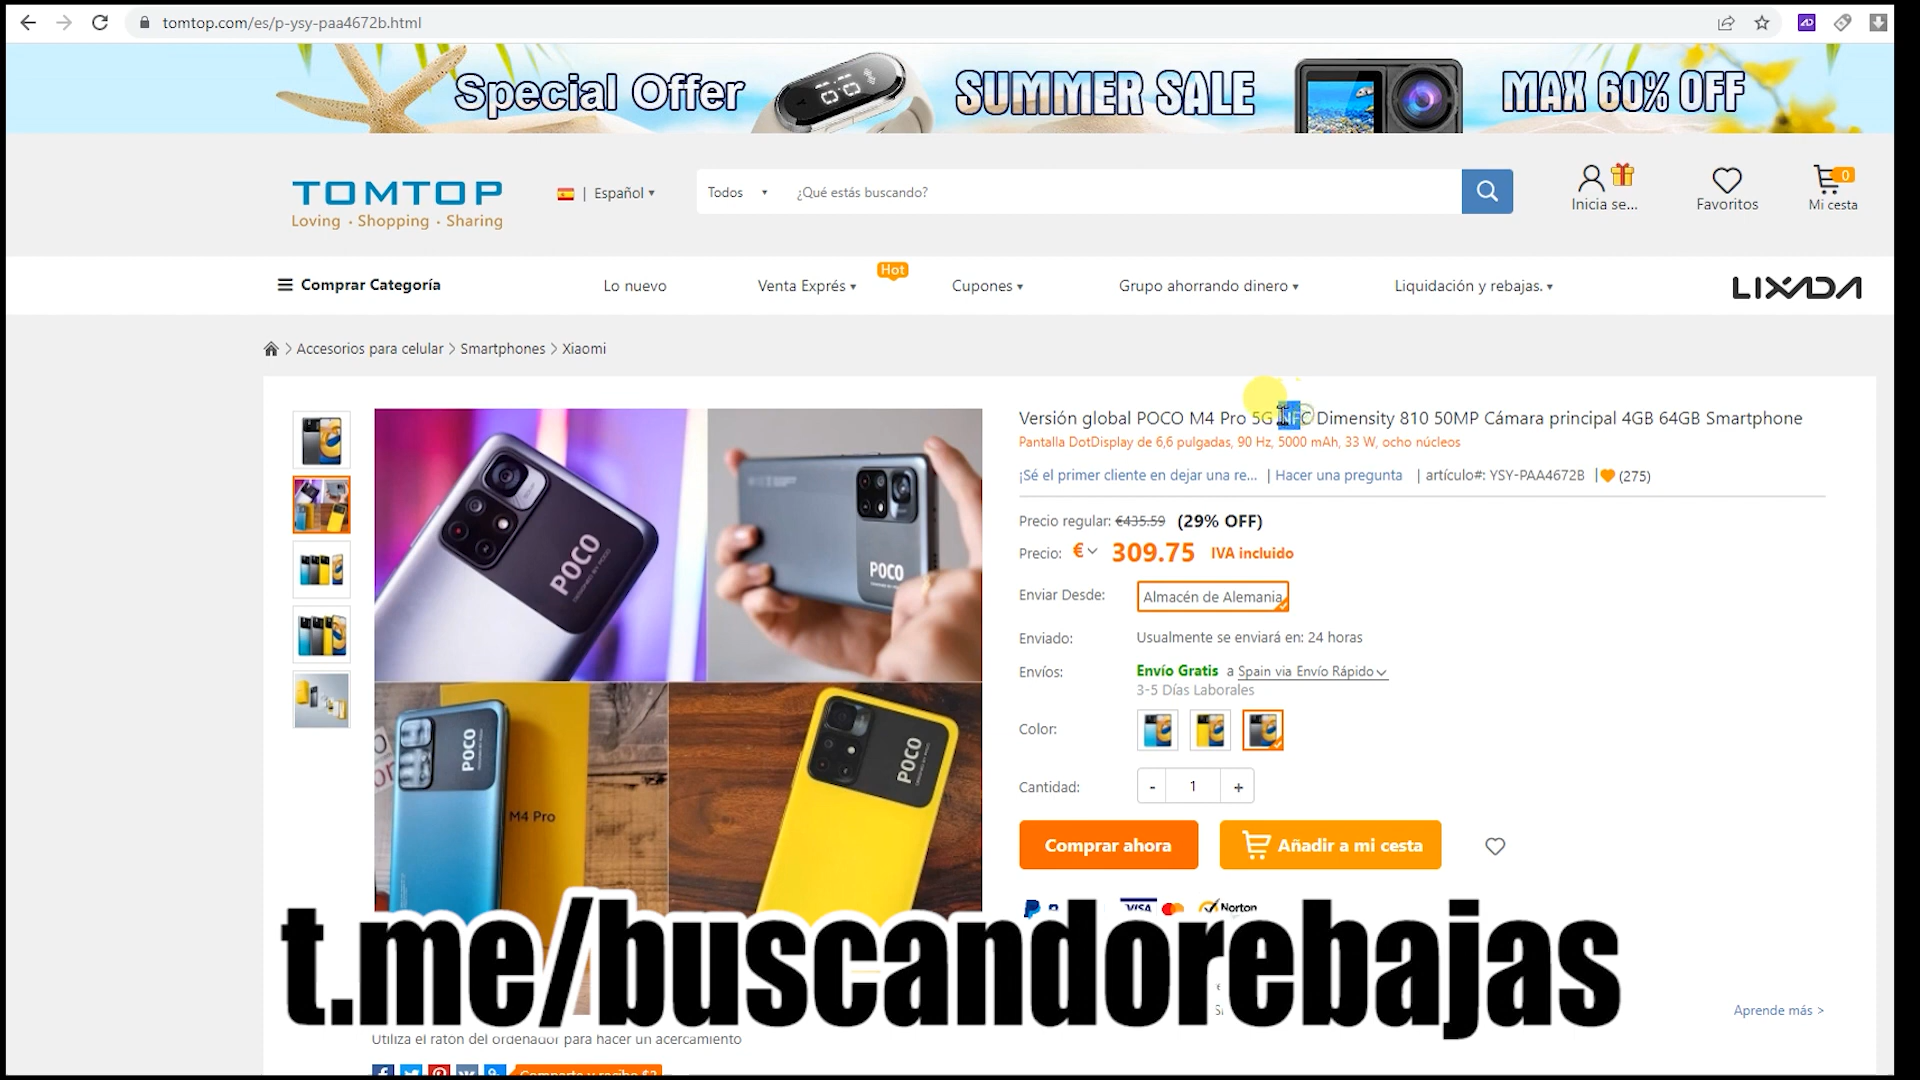 tomtop.com/es/p-ysy-paa4672b.html
Special Offer
SUMMER SALE
MAX 60% OFF
TOMTOP
Loving · Shopping · Sharing
| Español
Todos
¿Qué estás buscando?
Inicia se...
Favoritos
0
Mi cesta
Comprar Categoría
Lo nuevo
Venta Exprés
Hot
Cupones
Grupo ahorrando dinero
Liquidación y rebajas.
LIXADA
> Accesorios para celular > Smartphones > Xiaomi
Versión global POCO M4 Pro 5G NFC Dimensity 810 50MP Cámara principal 4GB 64GB Smartphone
Pantalla DotDisplay de 6,6 pulgadas, 90 Hz, 5000 mAh, 33 W, ocho núcleos
¡Sé el primer cliente en dejar una re... | Hacer una pregunta | artículo#: YSY-PAA4672B | (275)
Precio regular: €435.59 (29% OFF)
Precio: € 309.75 IVA incluido
Enviar Desde: Almacén de Alemania
Enviado: Usualmente se enviará en: 24 horas
Envíos: Envío Gratis a Spain via Envío Rápido
3-5 Días Laborales
Color:
Cantidad: - 1 +
Comprar ahora
Añadir a mi cesta
POCO
POCO
POCO
M4 Pro
POCO
VISA
Norton
t.me/buscandorebajas
Aprende más >
Utiliza el ratón del ordenador para hacer un acercamiento
Comparte y recibe $2